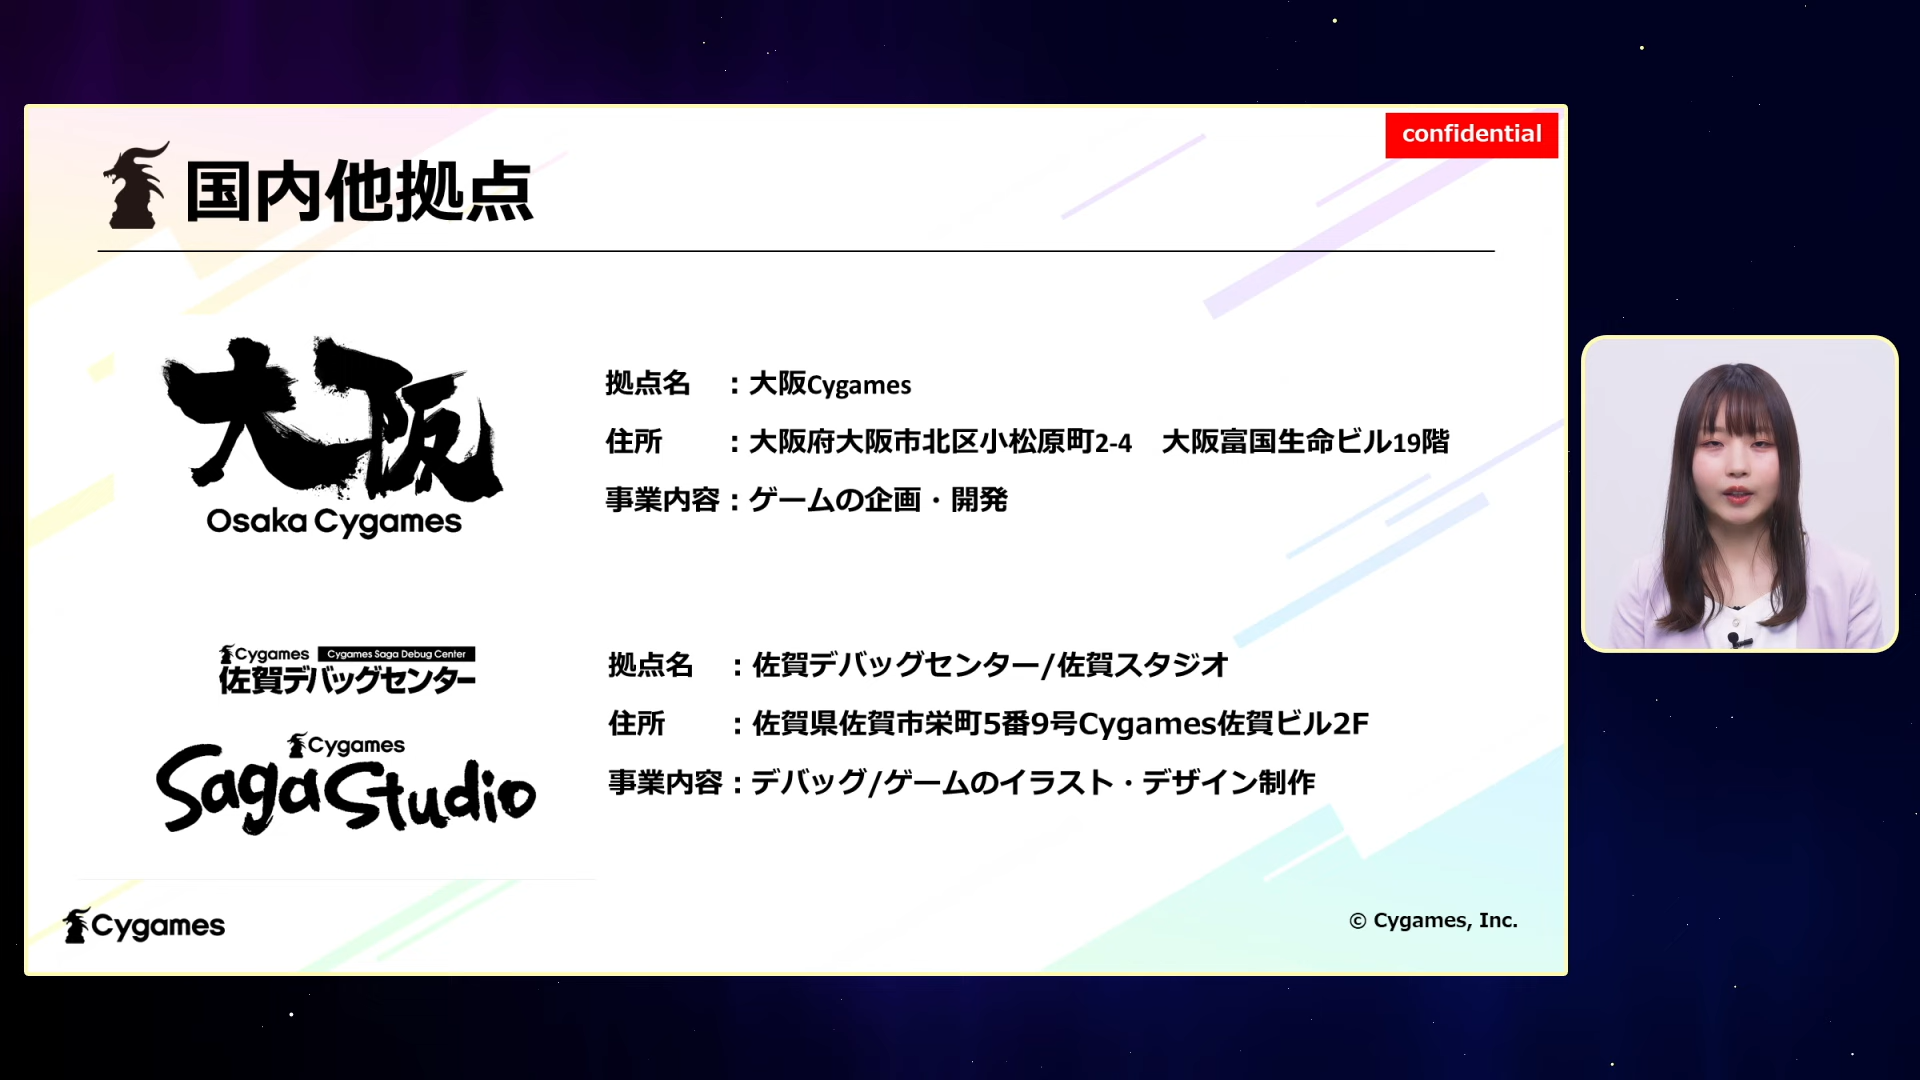 confidential
国内他拠点
大阪
Osaka Cygames
拠点名　：大阪Cygames
住所　　：大阪府大阪市北区小松原町2-4　大阪富国生命ビル19階
事業内容：ゲームの企画・開発
Cygames Cygames Saga Debug Center
佐賀デバッグセンター
Cygames
Saga Studio
拠点名　：佐賀デバッグセンター/佐賀スタジオ
住所　　：佐賀県佐賀市栄町5番9号Cygames佐賀ビル2F
事業内容：デバッグ/ゲームのイラスト・デザイン制作
Cygames
© Cygames, Inc.